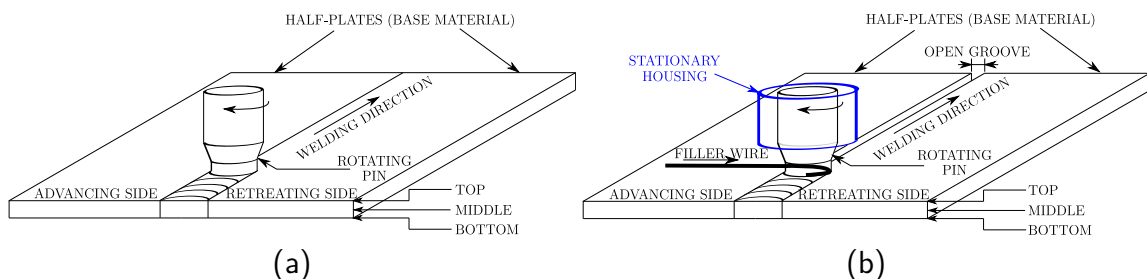 HALF-PLATES (BASE MATERIAL)
WELDING DIRECTION
ROTATING
PIN
ADVANCING SIDE
RETREATING SIDE
TOP
MIDDLE
BOTTOM
(a)
HALF-PLATES (BASE MATERIAL)
OPEN GROOVE
STATIONARY
HOUSING
WELDING DIRECTION
FILLER WIRE
ROTATING
PIN
ADVANCING SIDE
RETREATING SIDE
TOP
MIDDLE
BOTTOM
(b)